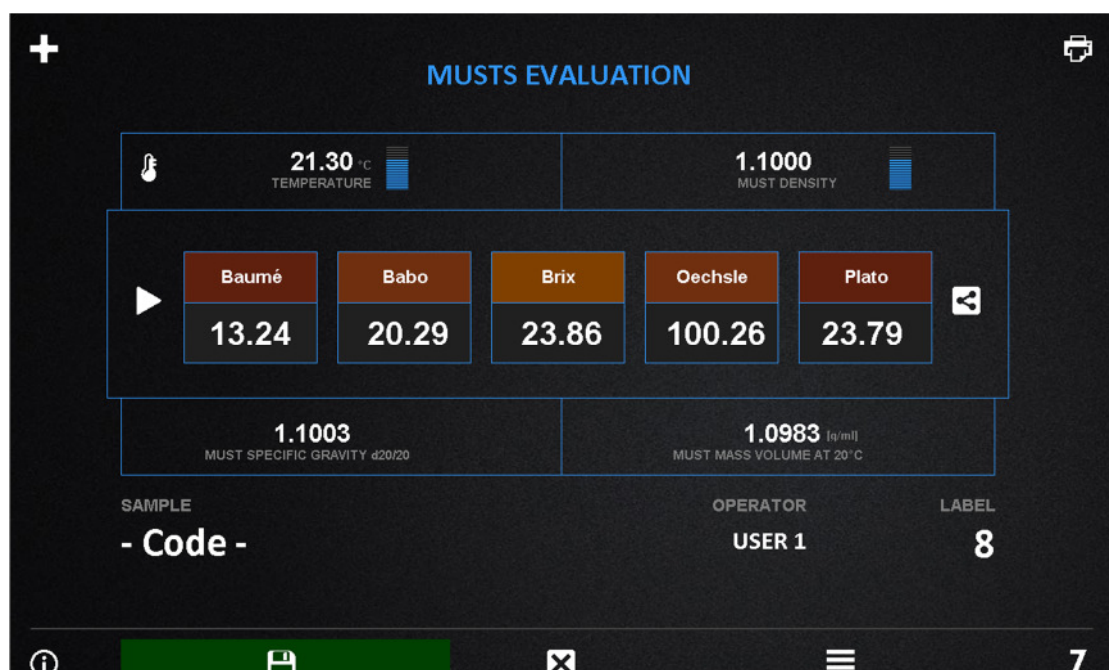 MUSTS EVALUATION
21.30 °C
TEMPERATURE
1.1000
MUST DENSITY
Baumé Babo Brix Oechsle Plato
13.24 20.29 23.86 100.26 23.79
1.1003
MUST SPECIFIC GRAVITY d20/20
1.0983 [g/ml]
MUST MASS VOLUME AT 20°C
SAMPLE
- Code -
OPERATOR
USER 1
LABEL
8
7